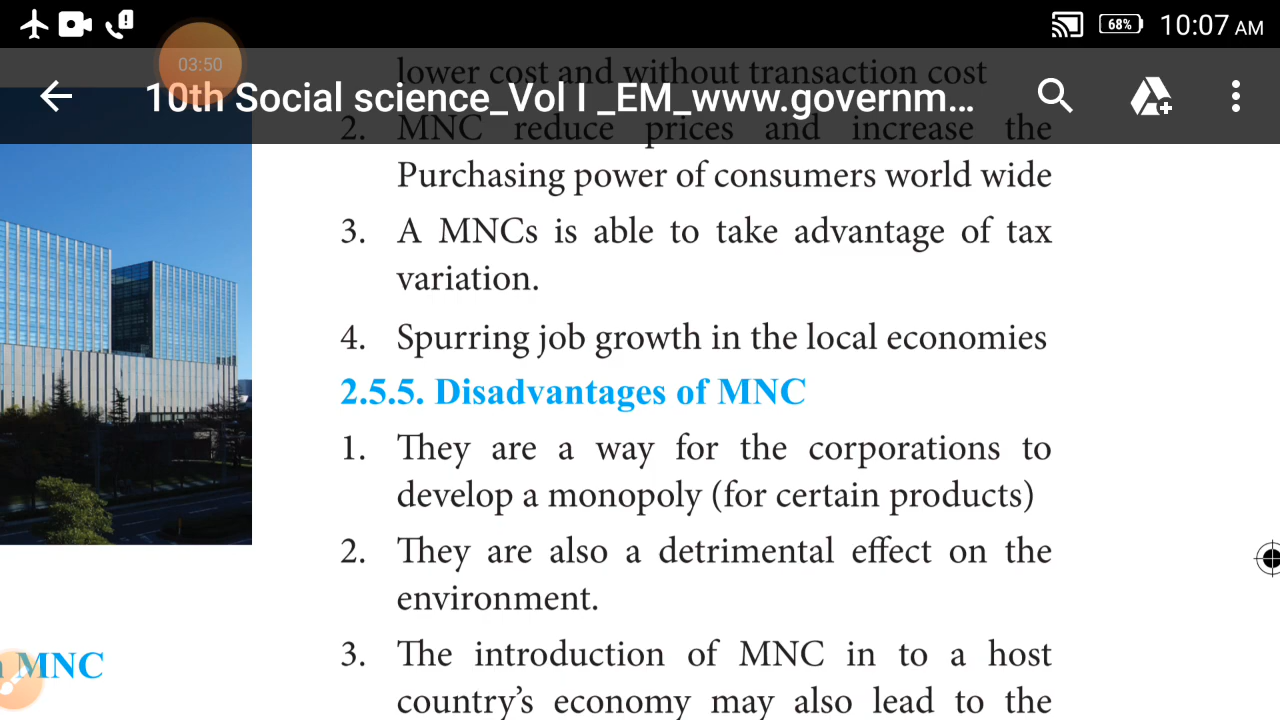 68%
10:07 AM
03:50
lower cost and without transaction cost
10th Social science_Vol I _EM_www.governm...
2. MNC reduce prices and increase the
Purchasing power of consumers world wide
3. A MNCs is able to take advantage of tax
variation.
4. Spurring job growth in the local economies
2.5.5. Disadvantages of MNC
1. They are a way for the corporations to
develop a monopoly (for certain products)
2. They are also a detrimental effect on the
environment.
3. The introduction of MNC in to a host
country’s economy may also lead to the
MNC